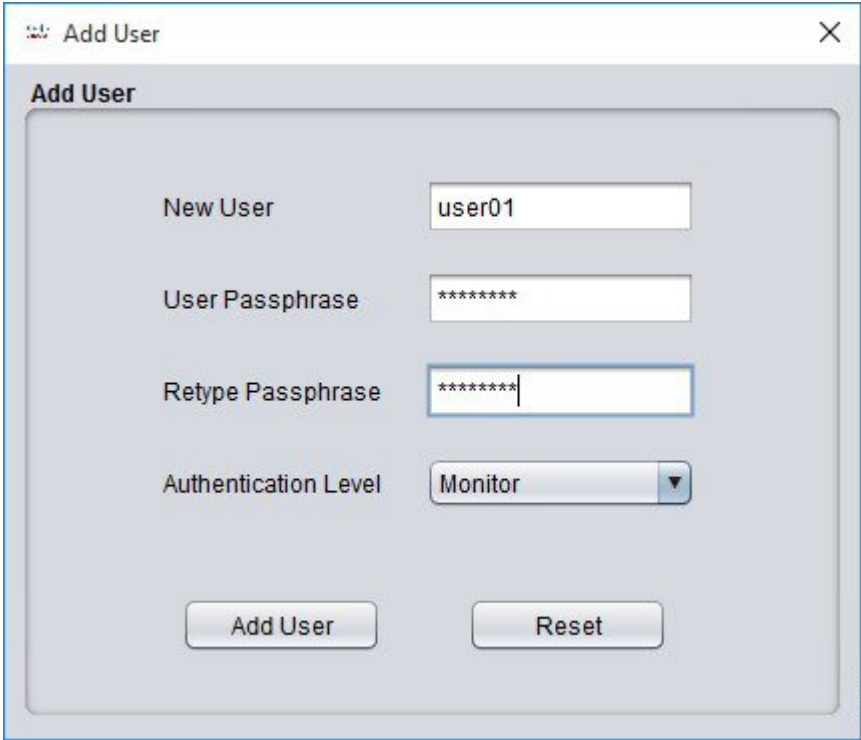 Add User
Add User
New User user01
User Passphrase ********
Retype Passphrase ********
Authentication Level Monitor
Add User Reset